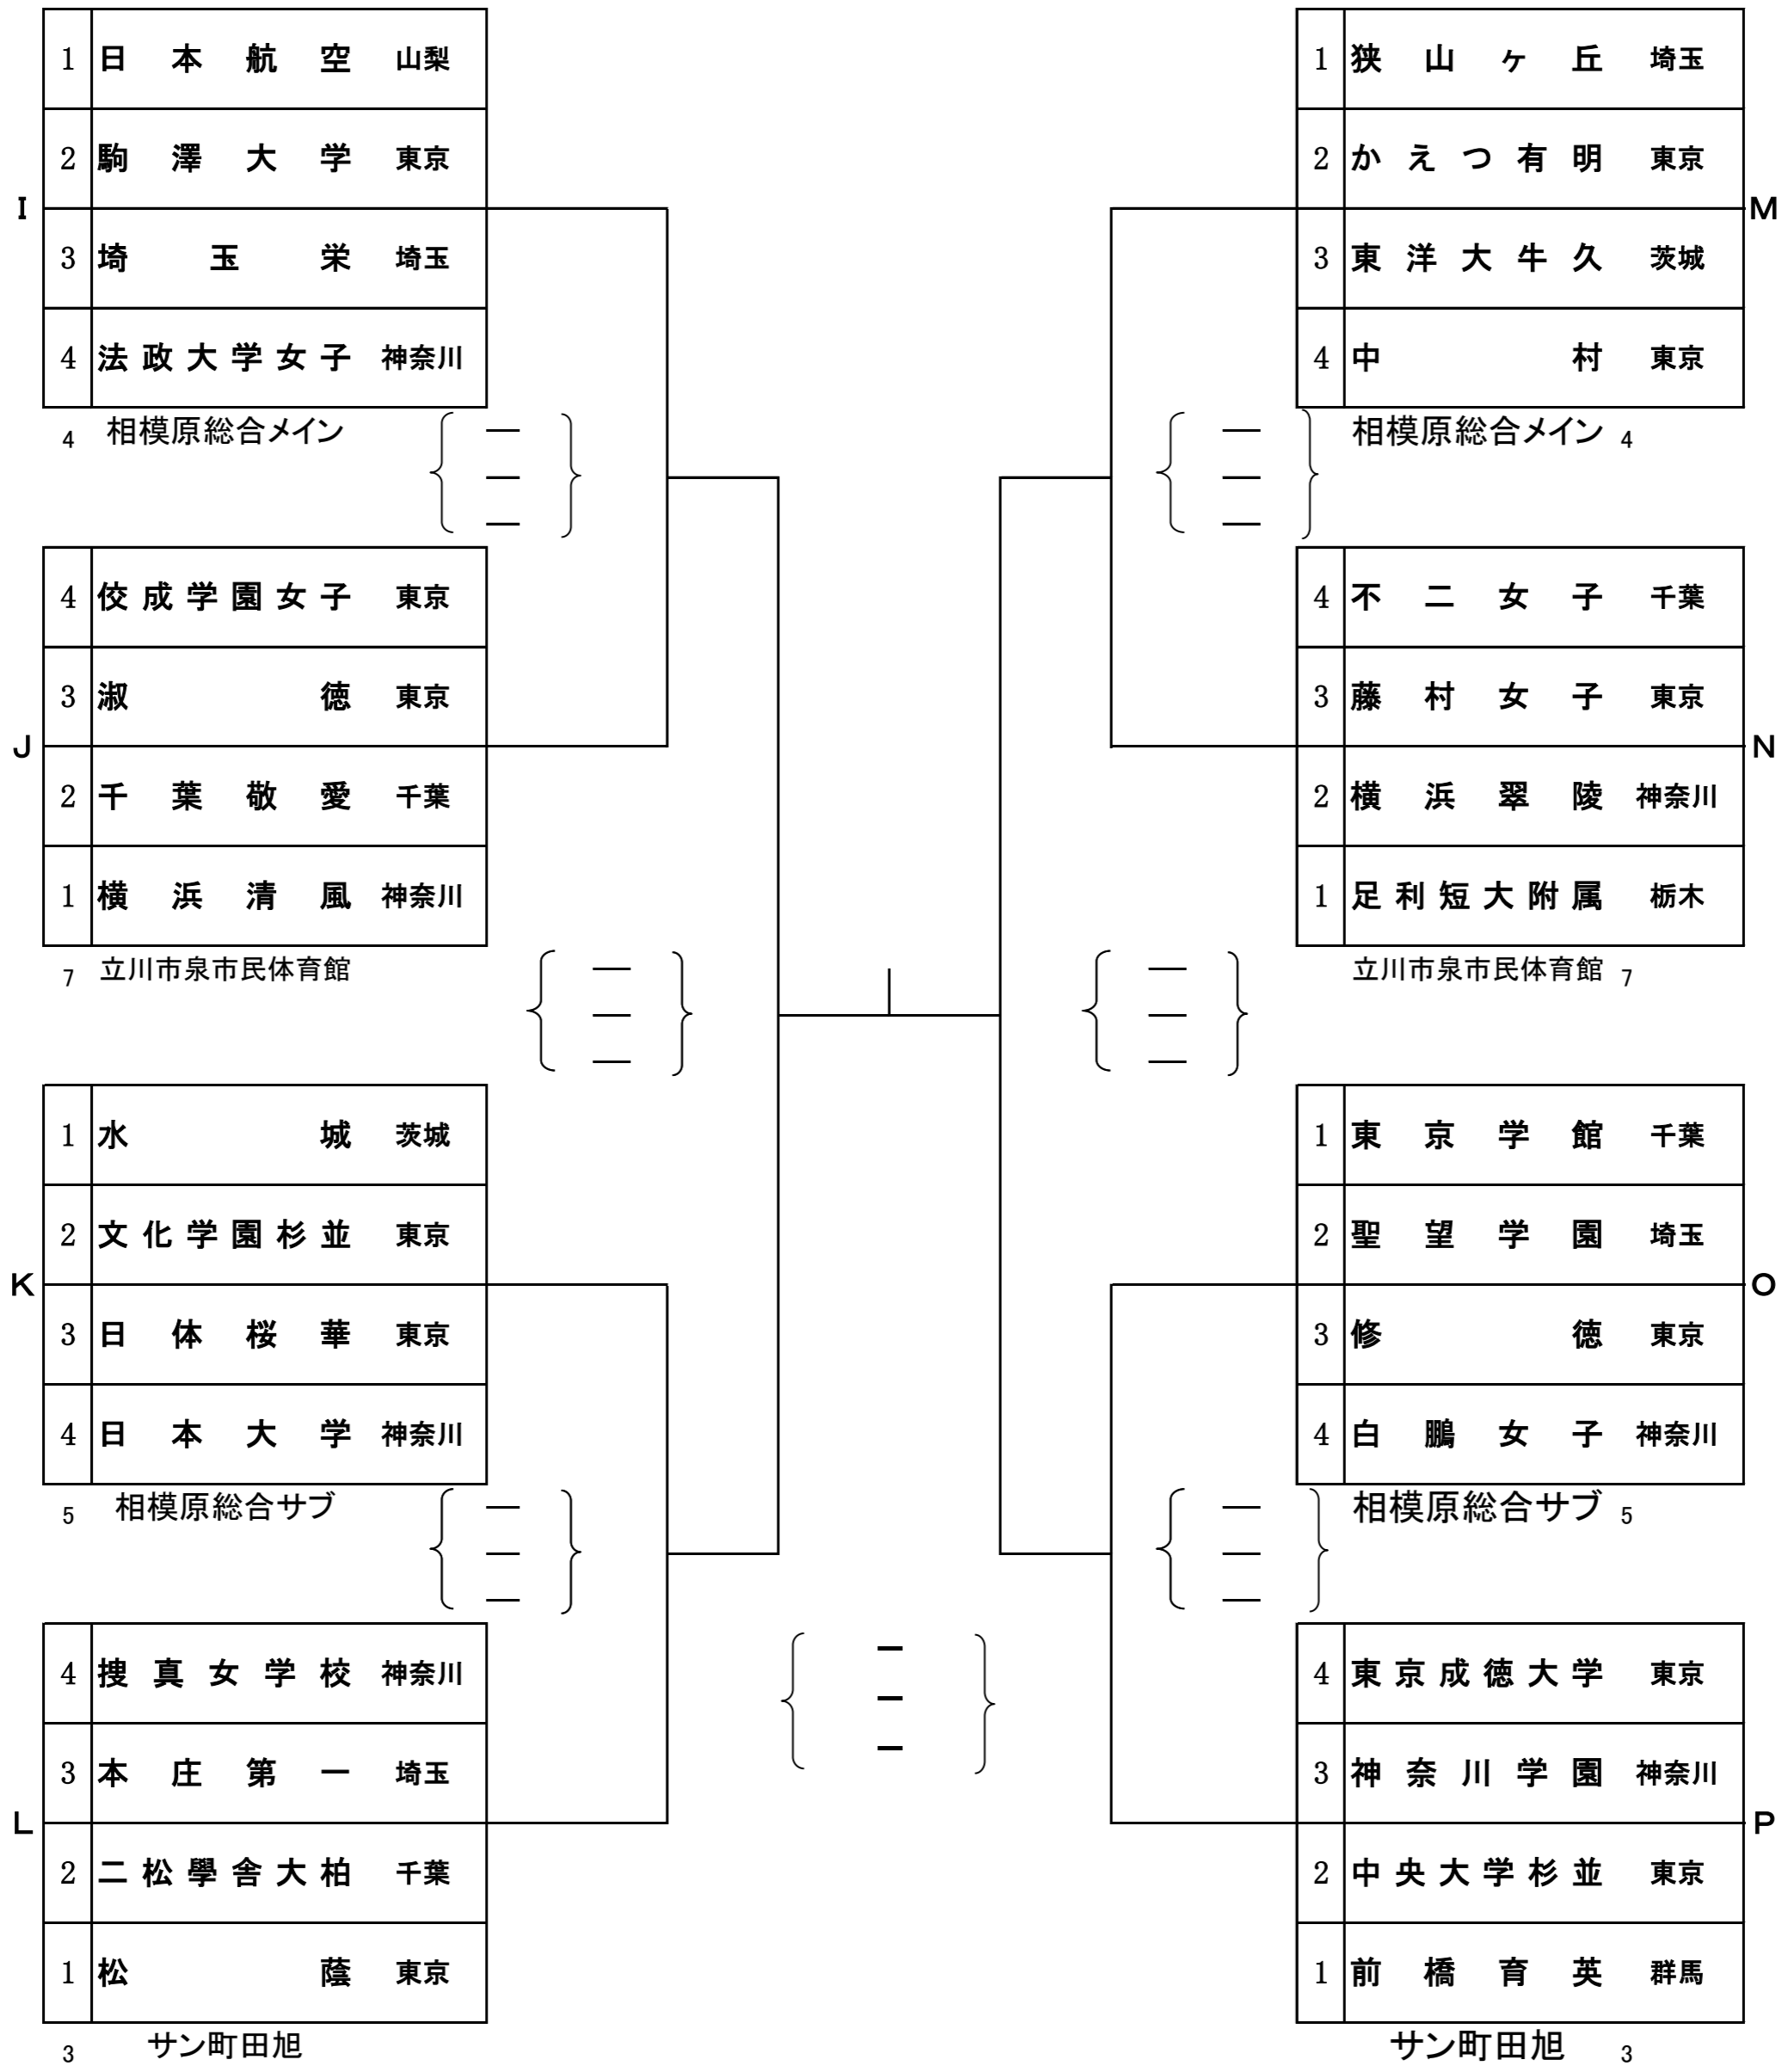 I
1 日本航空 山梨
2 駒澤大学 東京
3 埼玉栄 埼玉
4 法政大学女子 神奈川
4 相模原総合メイン
J
4 佼成学園女子 東京
3 淑徳 東京
2 千葉敬愛 千葉
1 横浜清風 神奈川
7 立川市泉市民体育館
K
1 水城 茨城
2 文化学園杉並 東京
3 日体桜華 東京
4 日本大学 神奈川
5 相模原総合サブ
L
4 捜真女学校 神奈川
3 本庄第一 埼玉
2 二松學舎大柏 千葉
1 松蔭 東京
3 サン町田旭
M
1 狭山ヶ丘 埼玉
2 かえつ有明 東京
3 東洋大牛久 茨城
4 中村 東京
相模原総合メイン 4
N
4 不二女子 千葉
3 藤村女子 東京
2 横浜翠陵 神奈川
1 足利短大附属 栃木
立川市泉市民体育館 7
O
1 東京学館 千葉
2 聖望学園 埼玉
3 修徳 東京
4 白鵬女子 神奈川
相模原総合サブ 5
P
4 東京成徳大学 東京
3 神奈川学園 神奈川
2 中央大学杉並 東京
1 前橋育英 群馬
サン町田旭 3